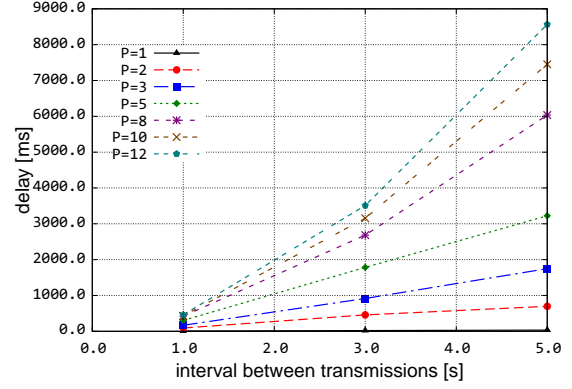 9000.0
8000.0
7000.0
6000.0
5000.0
4000.0
3000.0
2000.0
1000.0
0.0
delay [ms]
P=1
P=2
P=3
P=5
P=8
P=10
P=12
0.0 1.0 2.0 3.0 4.0 5.0
interval between transmissions [s]